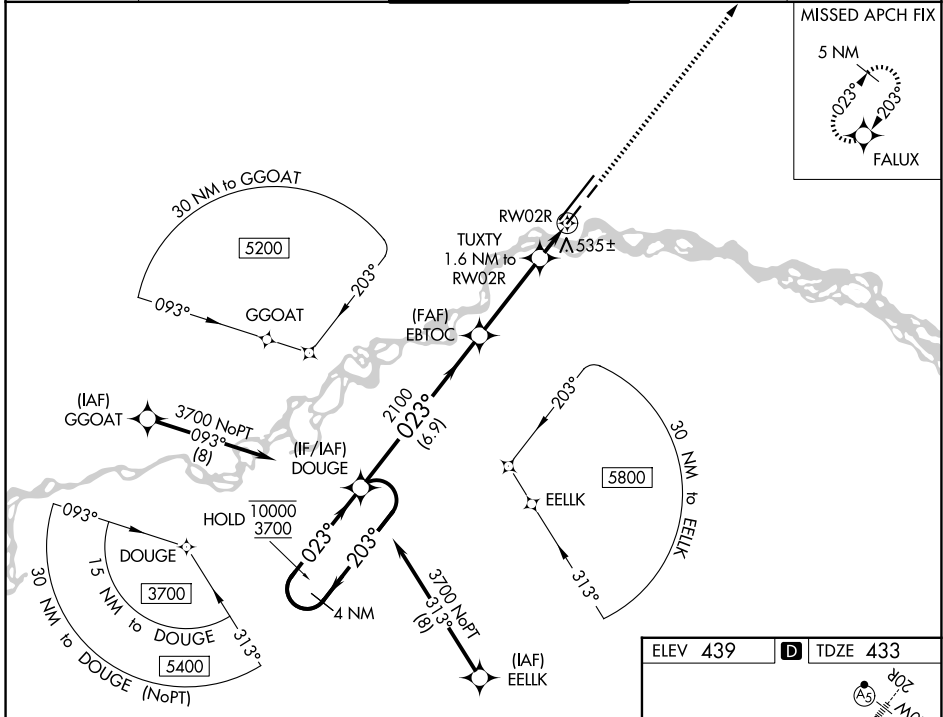 MISSED APCH FIX
5 NM
023°
203°
FALUX
30 NM to GGOAT
5200
093°
203°
GGOAT
RW02R
535±
TUXTY
1.6 NM to
RW02R
(FAF)
EBTOC
2100
023°
(6.9)
(IAF)
GGOAT
3700 NoPT
093°
(8)
(IF/IAF)
DOUGE
203°
30 NM to EELLK
5800
EELLK
313°
HOLD
10000
3700
023°
203°
4 NM
093°
DOUGE
3700
15 NM to DOUGE
5400
313°
30 NM to DOUGE (NoPT)
3700 NoPT
313°
(8)
(IAF)
EELLK
ELEV 439
D
TDZE 433
A5
20R